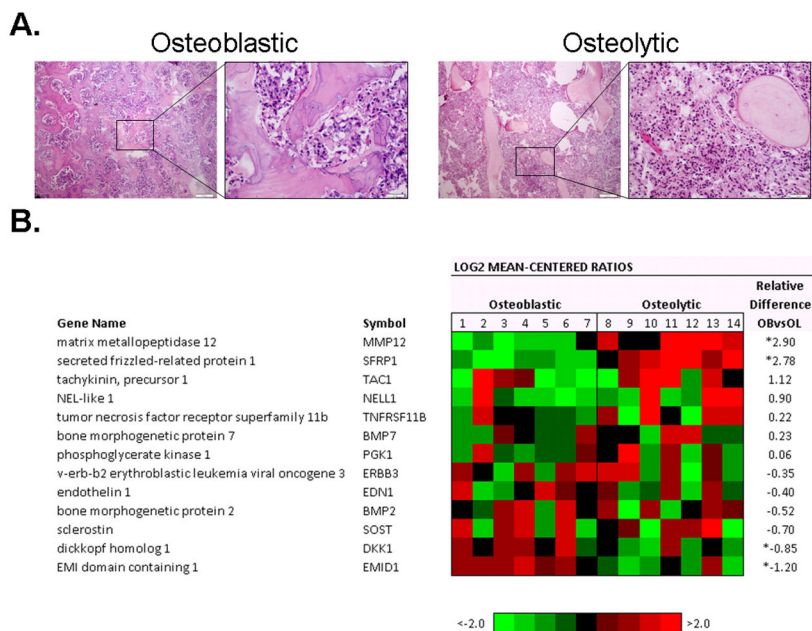 A.
Osteoblastic Osteolytic
B.
LOG2 MEAN-CENTERED RATIOS
Relative
Osteoblastic Osteolytic Difference
Gene Name Symbol 1 2 3 4 5 6 7 8 9 10 11 12 13 14 OBvsOL
matrix metallopeptidase 12 MMP12 *2.90
secreted frizzled-related protein 1 SFRP1 *2.78
tachykinin, precursor 1 TAC1 1.12
NEL-like 1 NELL1 0.90
tumor necrosis factor receptor superfamily 11b TNFRSF11B 0.22
bone morphogenetic protein 7 BMP7 0.23
phosphoglycerate kinase 1 PGK1 0.06
v-erb-b2 erythroblastic leukemia viral oncogene 3 ERBB3 -0.35
endothelin 1 EDN1 -0.40
bone morphogenetic protein 2 BMP2 -0.52
sclerostin SOST -0.70
dickkopf homolog 1 DKK1 *-0.85
EMI domain containing 1 EMID1 *-1.20
<-2.0 >2.0